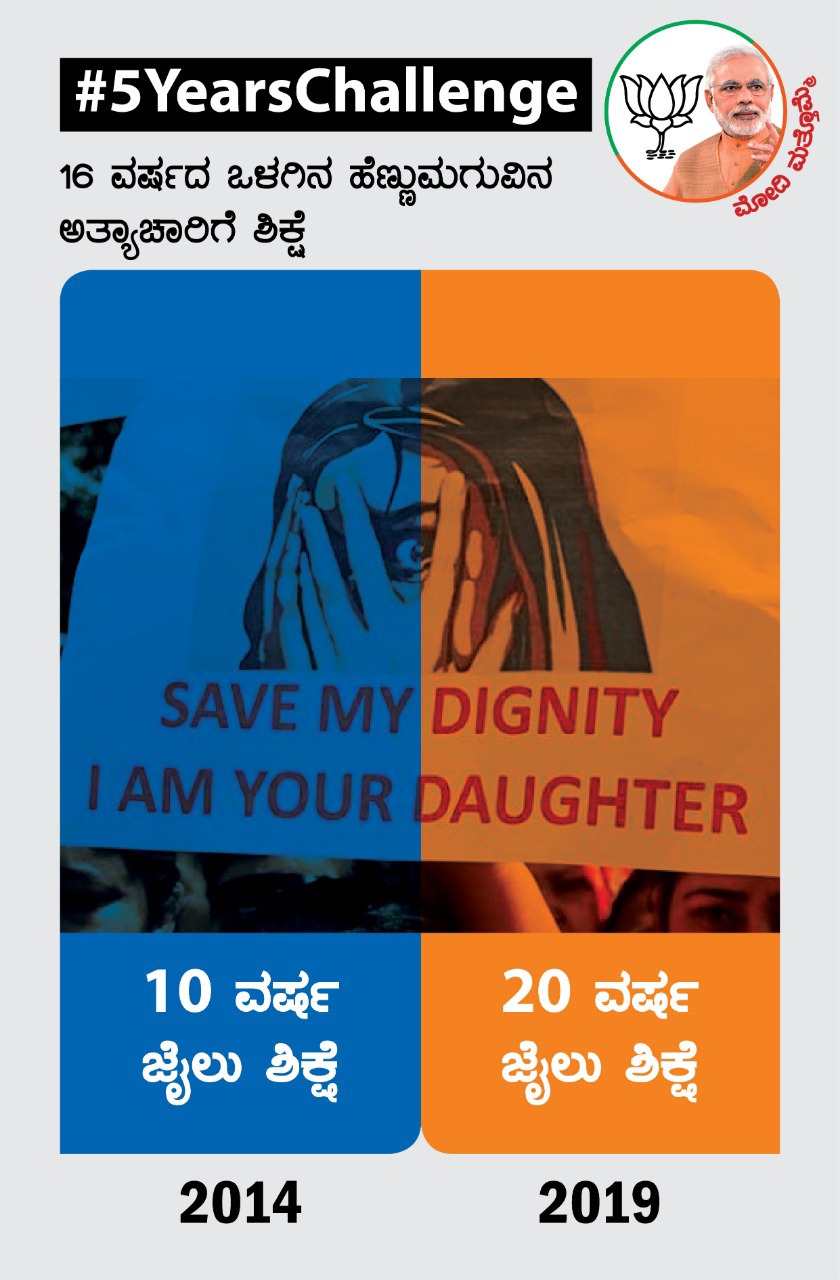 #5YearsChallenge
ಮೋದಿ ಮತ್ತೊಮ್ಮೆ
16 ವರ್ಷದ ಒಳಗಿನ ಹೆಣ್ಣುಮಗುವಿನ
ಅತ್ಯಾಚಾರಿಗೆ ಶಿಕ್ಷೆ
SAVE MY DIGNITY
I AM YOUR DAUGHTER
10 ವರ್ಷ
ಜೈಲು ಶಿಕ್ಷೆ
20 ವರ್ಷ
ಜೈಲು ಶಿಕ್ಷೆ
2014
2019